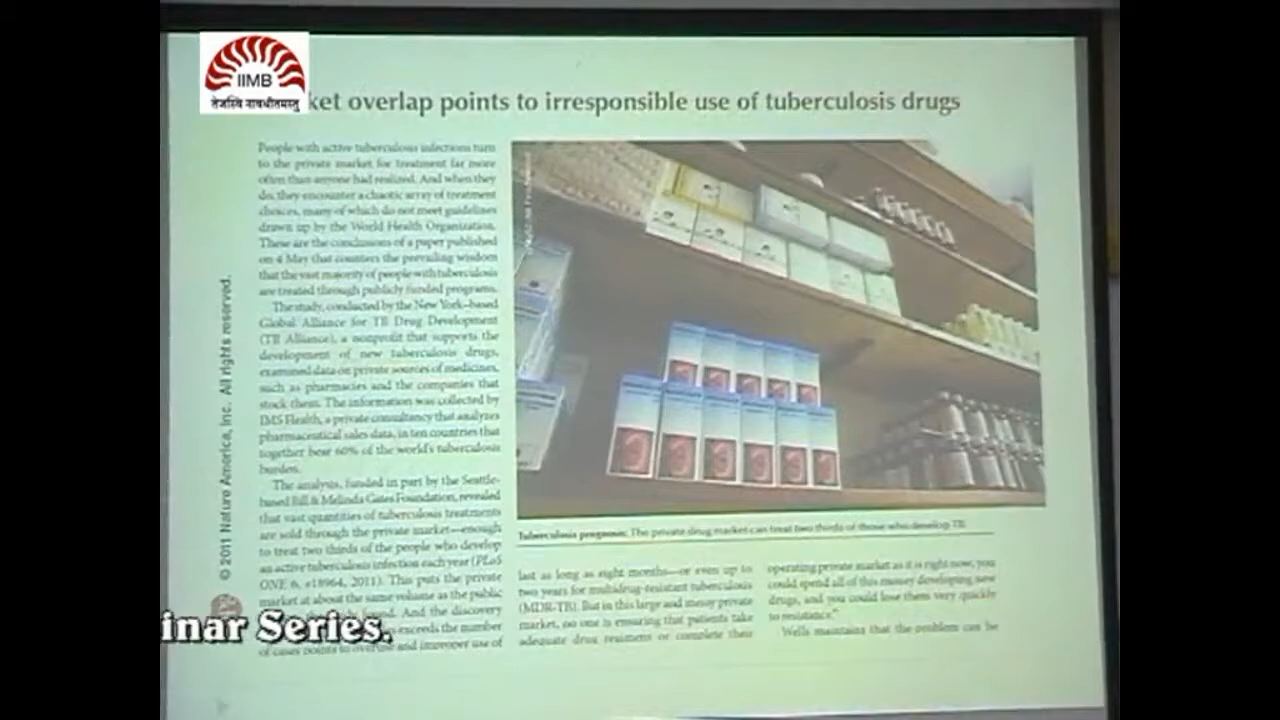 IIMB
तेजस्वि नावधीतमस्तु
ket overlap points to irresponsible use of tuberculosis drugs
People with active tuberculosis infections turn
to the private market for treatment far more
often than anyone had realized. And when they
do, they encounter a chaotic array of treatment
choices, many of which do not meet guidelines
drawn up by the World Health Organization.
These are the conclusions of a paper published
on 4 May that counters the prevailing wisdom
that the vast majority of people with tuberculosis
are treated through publicly funded programs.
The study, conducted by the New York–based
Global Alliance for TB Drug Development
(TB Alliance), a nonprofit that supports the
development of new tuberculosis drugs,
examined data on private sources of medicines,
such as pharmacies and the companies that
stock them. The information was collected by
IMS Health, a private consultancy that analyzes
pharmaceutical sales data, in ten countries that
together bear 60% of the world's tuberculosis
burden.
The analysis, funded in part by the Seattle-
based Bill & Melinda Gates Foundation, revealed
that vast quantities of tuberculosis treatments
are sold through the private market—enough
to treat two thirds of the people who develop
an active tuberculosis infection each year (PLoS
ONE 6, e18964, 2011). This puts the private
market at about the same volume as the public
found. And the discovery
exceeds the number
of cases points to overuse and improper use of
Tuberculosis prognosis: The private drug market can treat two thirds of those who develop TB.
last as long as eight months—or even up to
two years for multidrug-resistant tuberculosis
(MDR-TB). But in this large and messy private
market, no one is ensuring that patients take
adequate drug regimens or complete their
operating private market as it is right now, you
could spend all of this money developing new
drugs, and you could lose them very quickly
to resistance."
Wells maintains that the problem can be
© 2011 Nature America, Inc. All rights reserved.
inar Series.